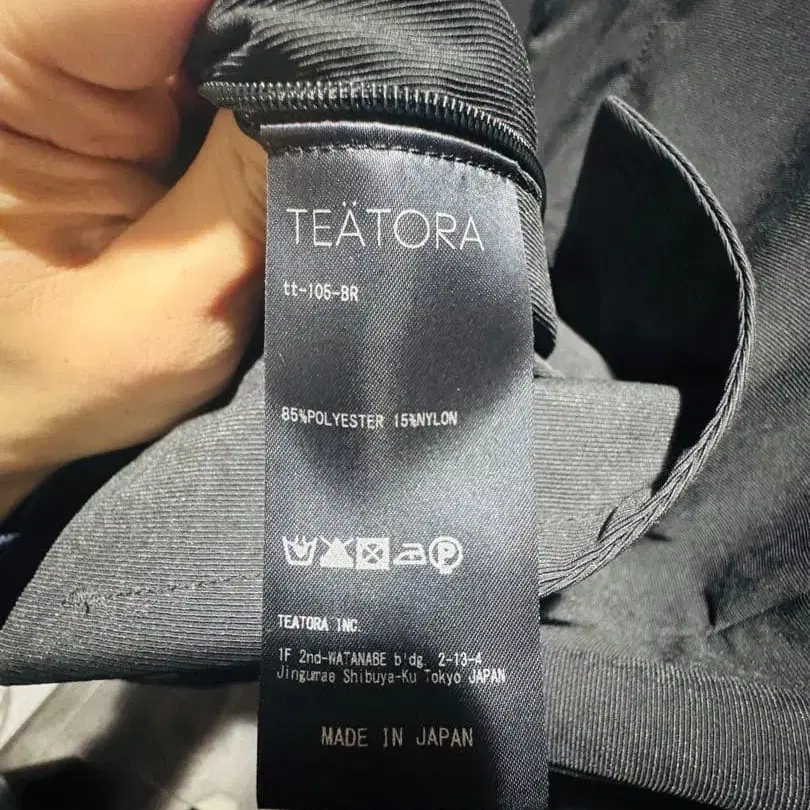 TEÄTORA
tt-105-BR
85%POLYESTER 15%NYLON
P
TEATORA INC.
1F 2nd-WATANABE b'dg. 2-13-4
Jingumae Shibuya-Ku Tokyo JAPAN
MADE IN JAPAN